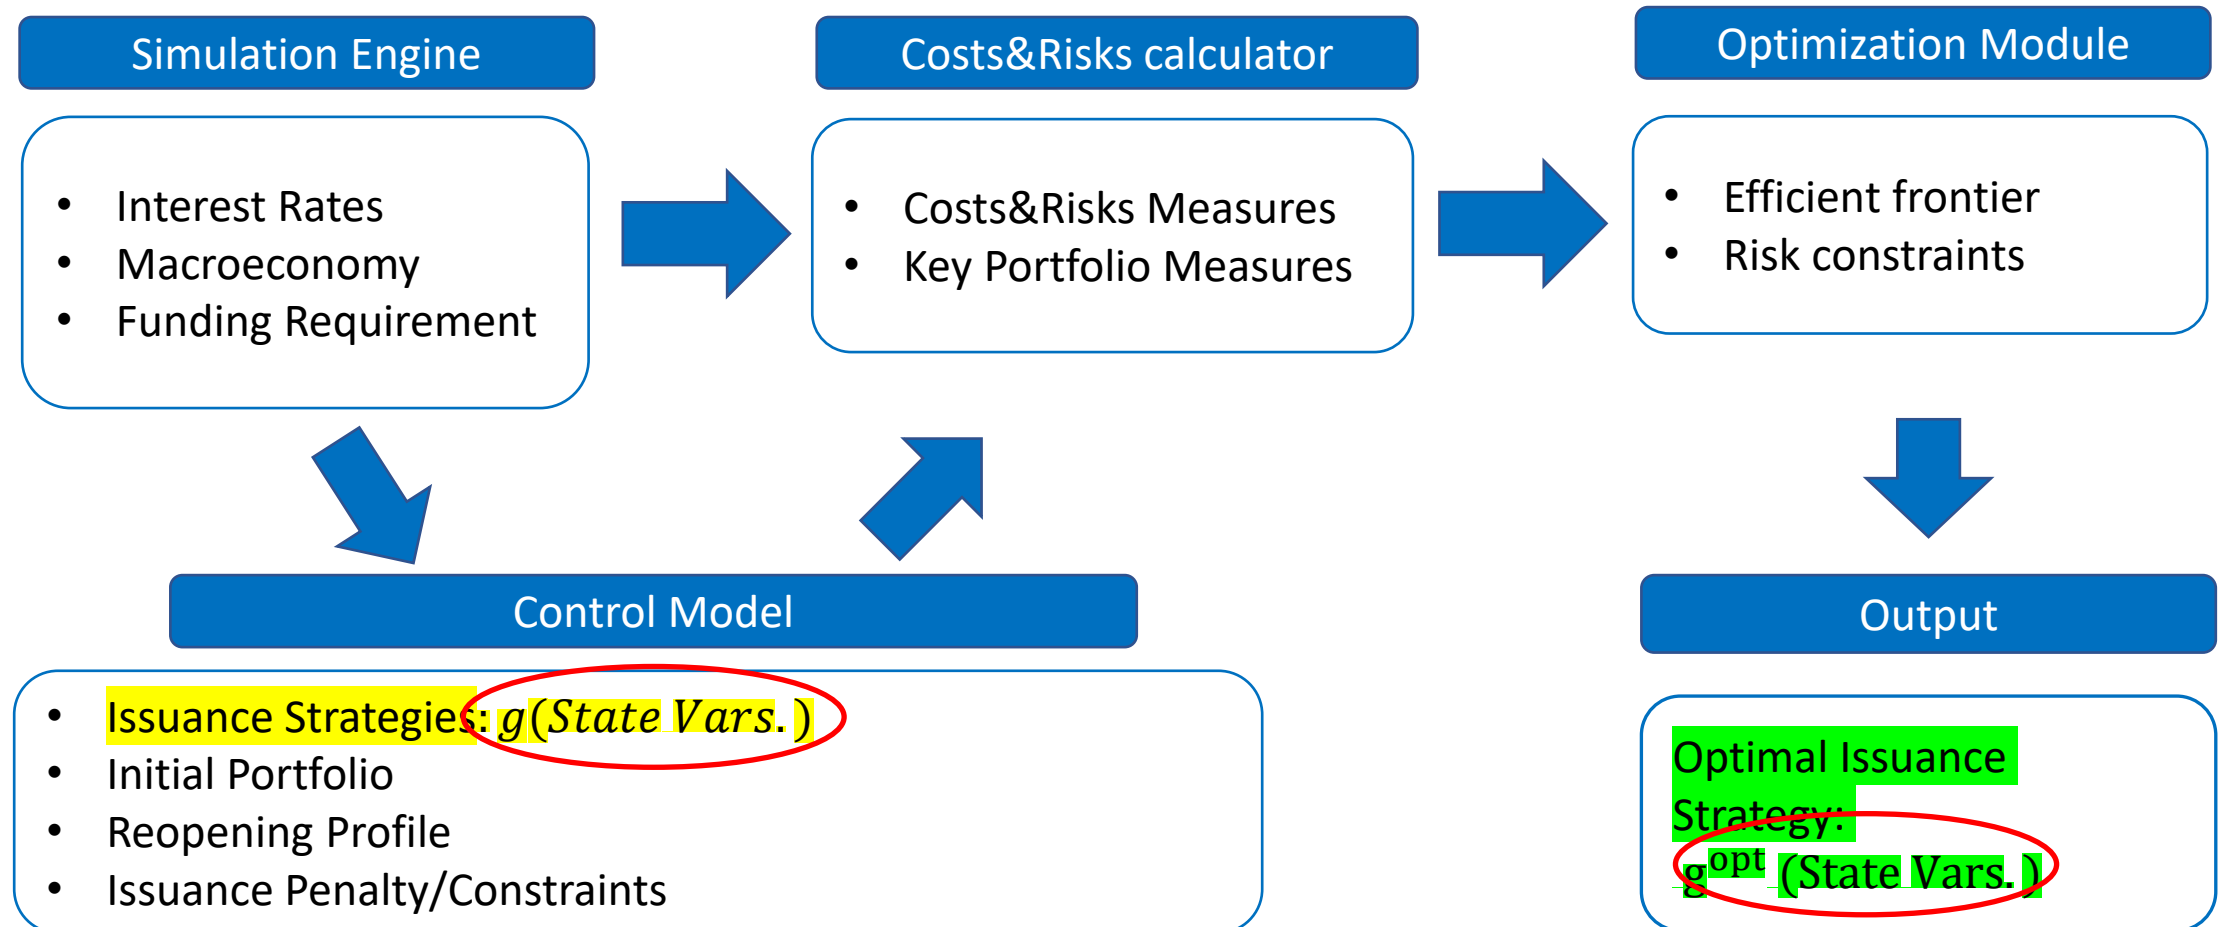 Simulation Engine
• Interest Rates
• Macroeconomy
• Funding Requirement
Costs&Risks calculator
• Costs&Risks Measures
• Key Portfolio Measures
Optimization Module
• Efficient frontier
• Risk constraints
Control Model
• Issuance Strategies: g(State Vars.)
• Initial Portfolio
• Reopening Profile
• Issuance Penalty/Constraints
Output
Optimal Issuance
Strategy:
g^opt (State Vars.)